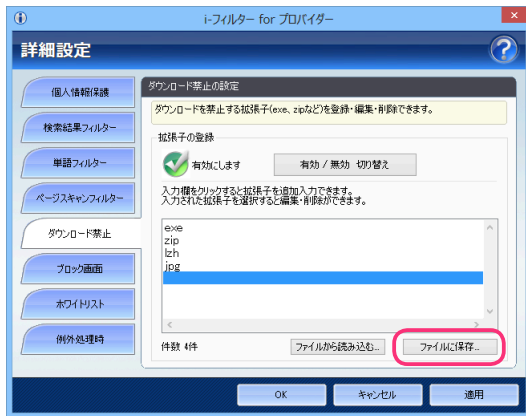 i-フィルター for プロバイダー
詳細設定
個人情報保護
検索結果フィルター
単語フィルター
ページスキャンフィルター
ダウンロード禁止
ブロック画面
ホワイトリスト
例外処理時
ダウンロード禁止の設定
ダウンロードを禁止する拡張子(exe、zipなど)を登録・編集・削除できます。
拡張子の登録
有効にします
有効 / 無効 切り替え
入力欄をクリックすると拡張子を追加入力できます。
入力された拡張子を選択すると編集・削除ができます。
exe
zip
lzh
jpg
件数 4件
ファイルから読み込む...
ファイルに保存...
OK
キャンセル
適用